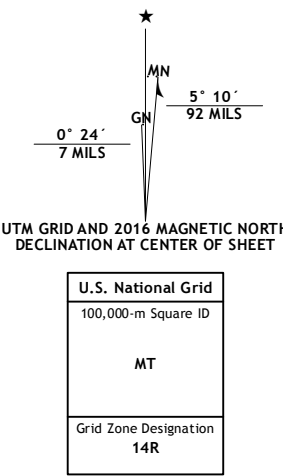 ★
MN
5° 10´
92 MILS
GN
0° 24´
7 MILS
UTM GRID AND 2016 MAGNETIC NORTH
DECLINATION AT CENTER OF SHEET
U.S. National Grid
100,000-m Square ID
MT
Grid Zone Designation
14R